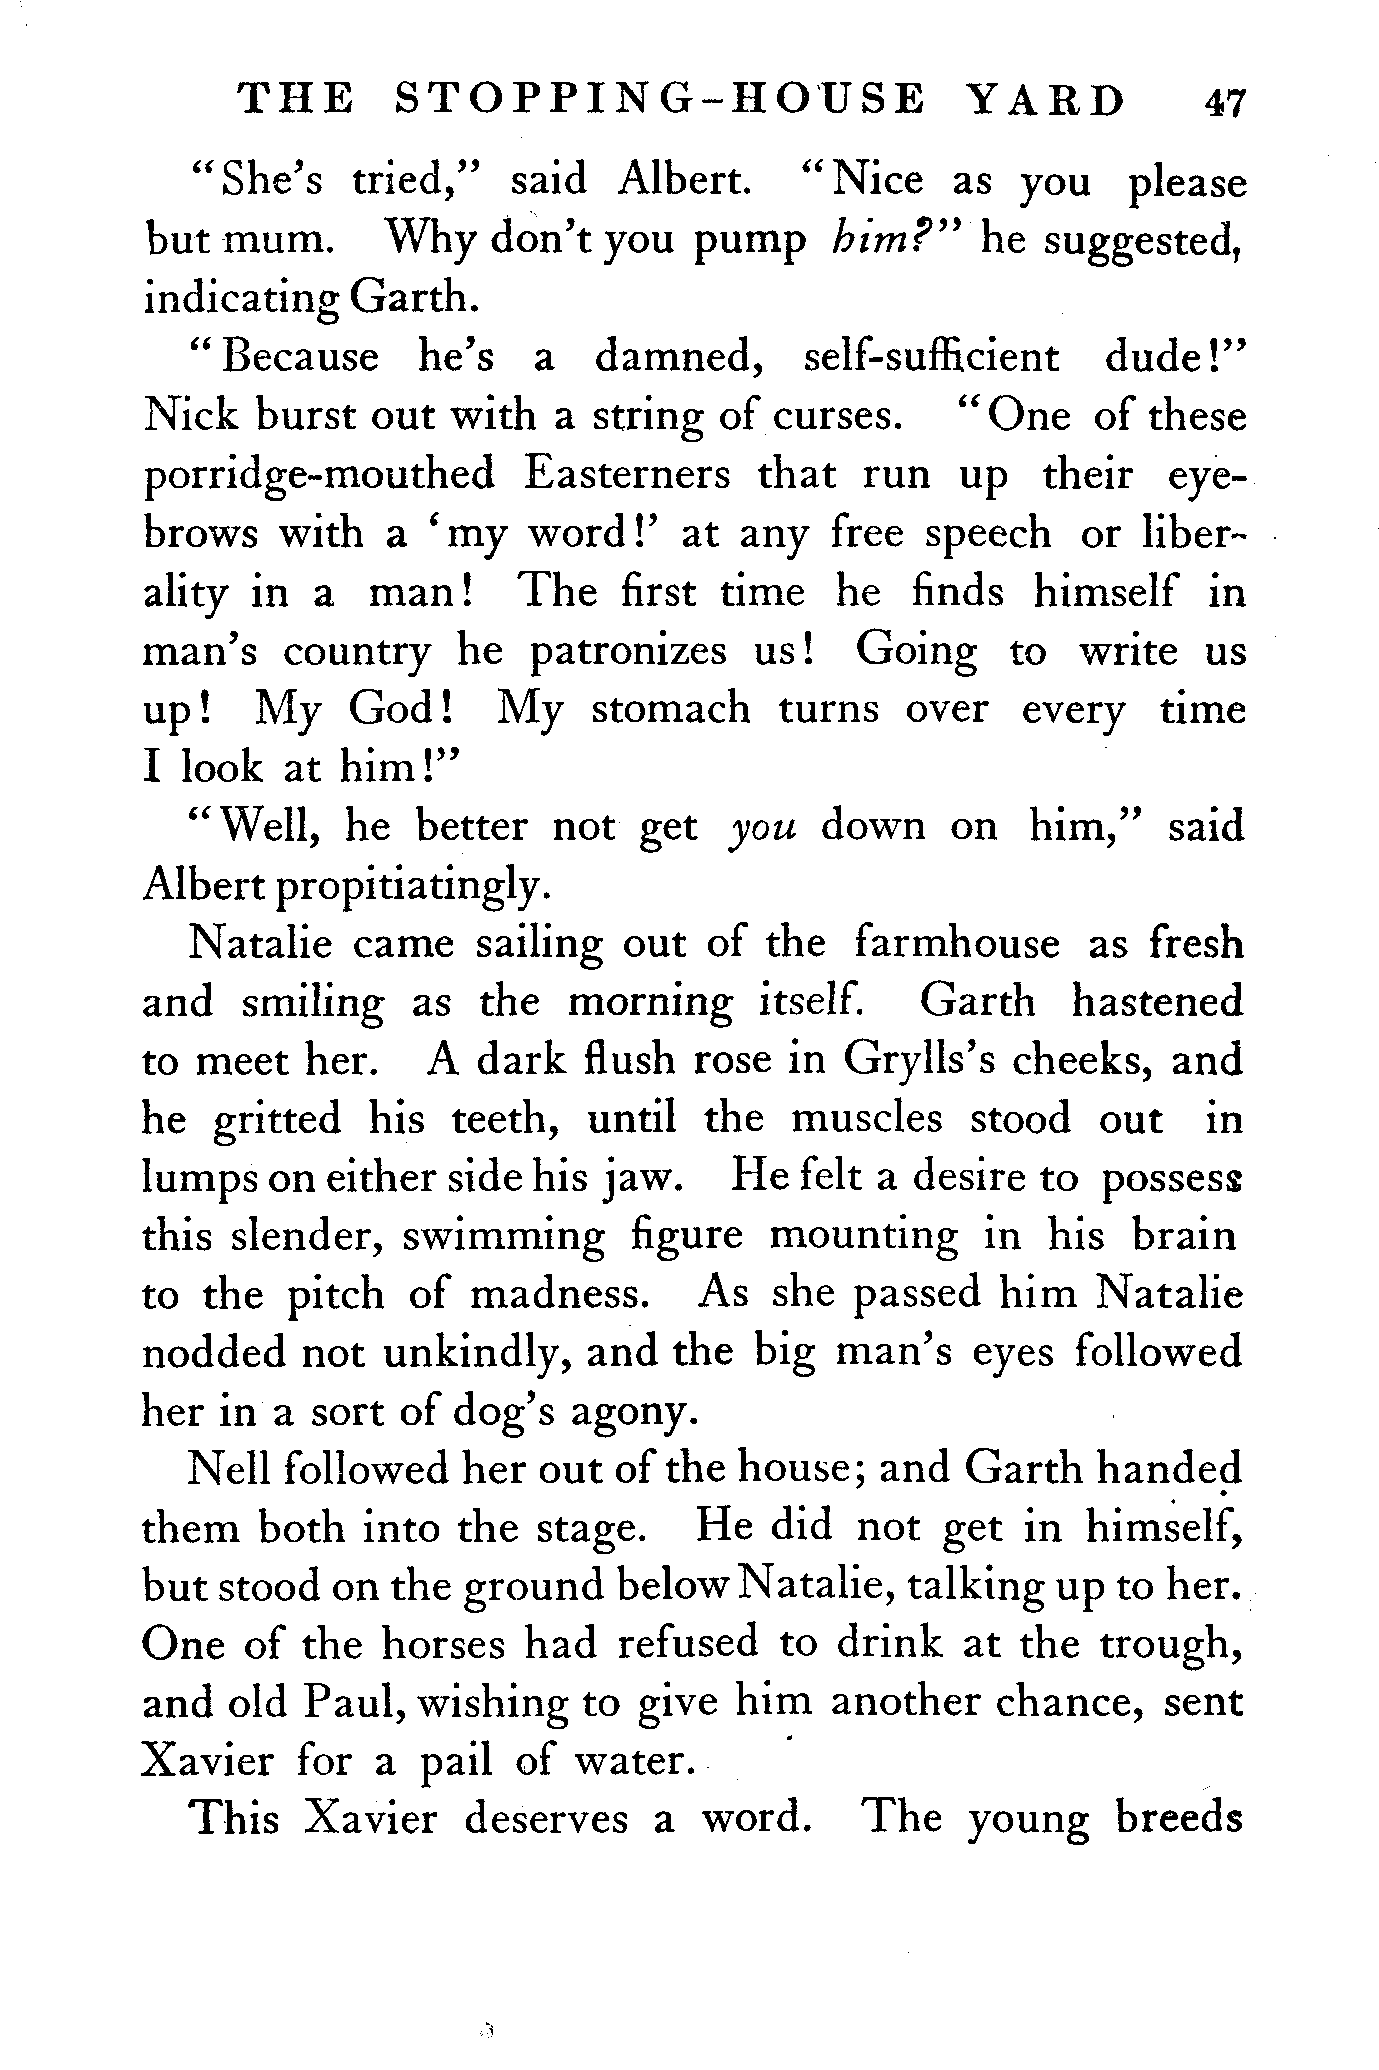 THE STOPPING-HOUSE YARD 47
"She's tried," said Albert. "Nice as you please
but mum. Why don't you pump him?" he suggested,
indicating Garth.
"Because he's a damned, self-sufficient dude!"
Nick burst out with a string of curses. "One of these
porridge-mouthed Easterners that run up their eye-
brows with a 'my word!' at any free speech or liber-
ality in a man! The first time he finds himself in
man's country he patronizes us! Going to write us
up! My God! My stomach turns over every time
I look at him!"
"Well, he better not get you down on him," said
Albert propitiatingly.
Natalie came sailing out of the farmhouse as fresh
and smiling as the morning itself. Garth hastened
to meet her. A dark flush rose in Grylls's cheeks, and
he gritted his teeth, until the muscles stood out in
lumps on either side his jaw. He felt a desire to possess
this slender, swimming figure mounting in his brain
to the pitch of madness. As she passed him Natalie
nodded not unkindly, and the big man's eyes followed
her in a sort of dog's agony.
Nell followed her out of the house; and Garth handed
them both into the stage. He did not get in himself,
but stood on the ground below Natalie, talking up to her.
One of the horses had refused to drink at the trough,
and old Paul, wishing to give him another chance, sent
Xavier for a pail of water.
This Xavier deserves a word. The young breeds